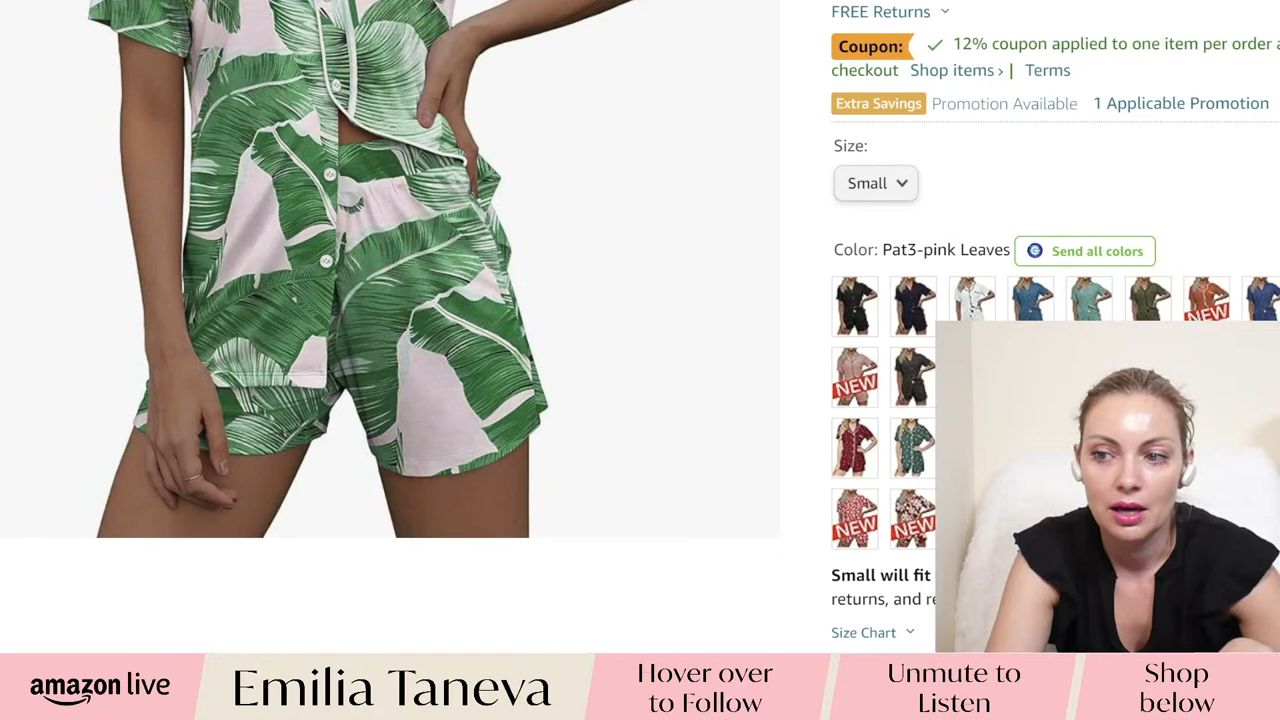 FREE Returns
Coupon: 12% coupon applied to one item per order
checkout Shop items › | Terms
Extra Savings Promotion Available 1 Applicable Promotion
Size:
Small
Color: Pat3-pink Leaves Send all colors
NEW
NEW
NEW NEW
Small will fit
returns, and
Size Chart
amazon live
Emilia Taneva
Hover over
to Follow
Unmute to
Listen
Shop
below